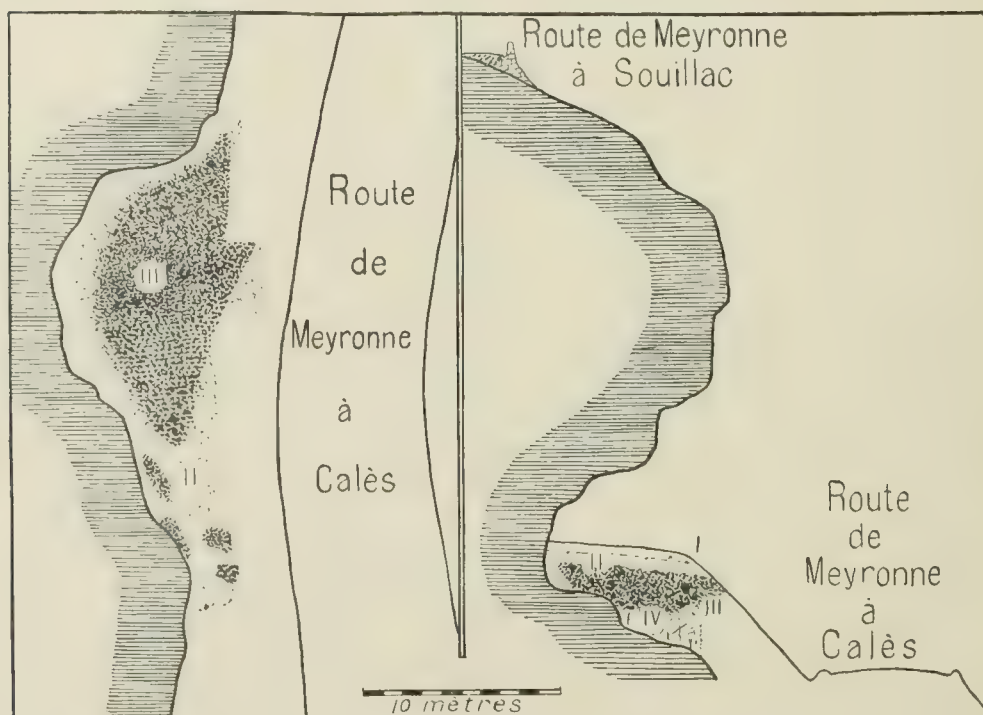 Route de Meyronne
à Souillac
Route
de
Meyronne
à
Calès
III
II
I
II
III
IV
Route
de
Meyronne
à
Calès
10 mètres